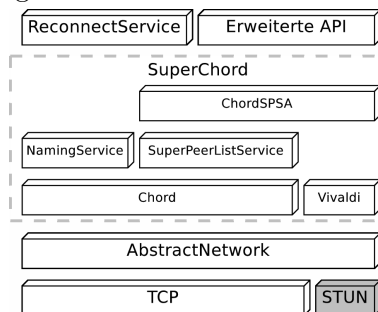 ReconnectService
Erweiterte API
SuperChord
ChordSPSA
NamingService
SuperPeerListService
Chord
Vivaldi
AbstractNetwork
TCP
STUN